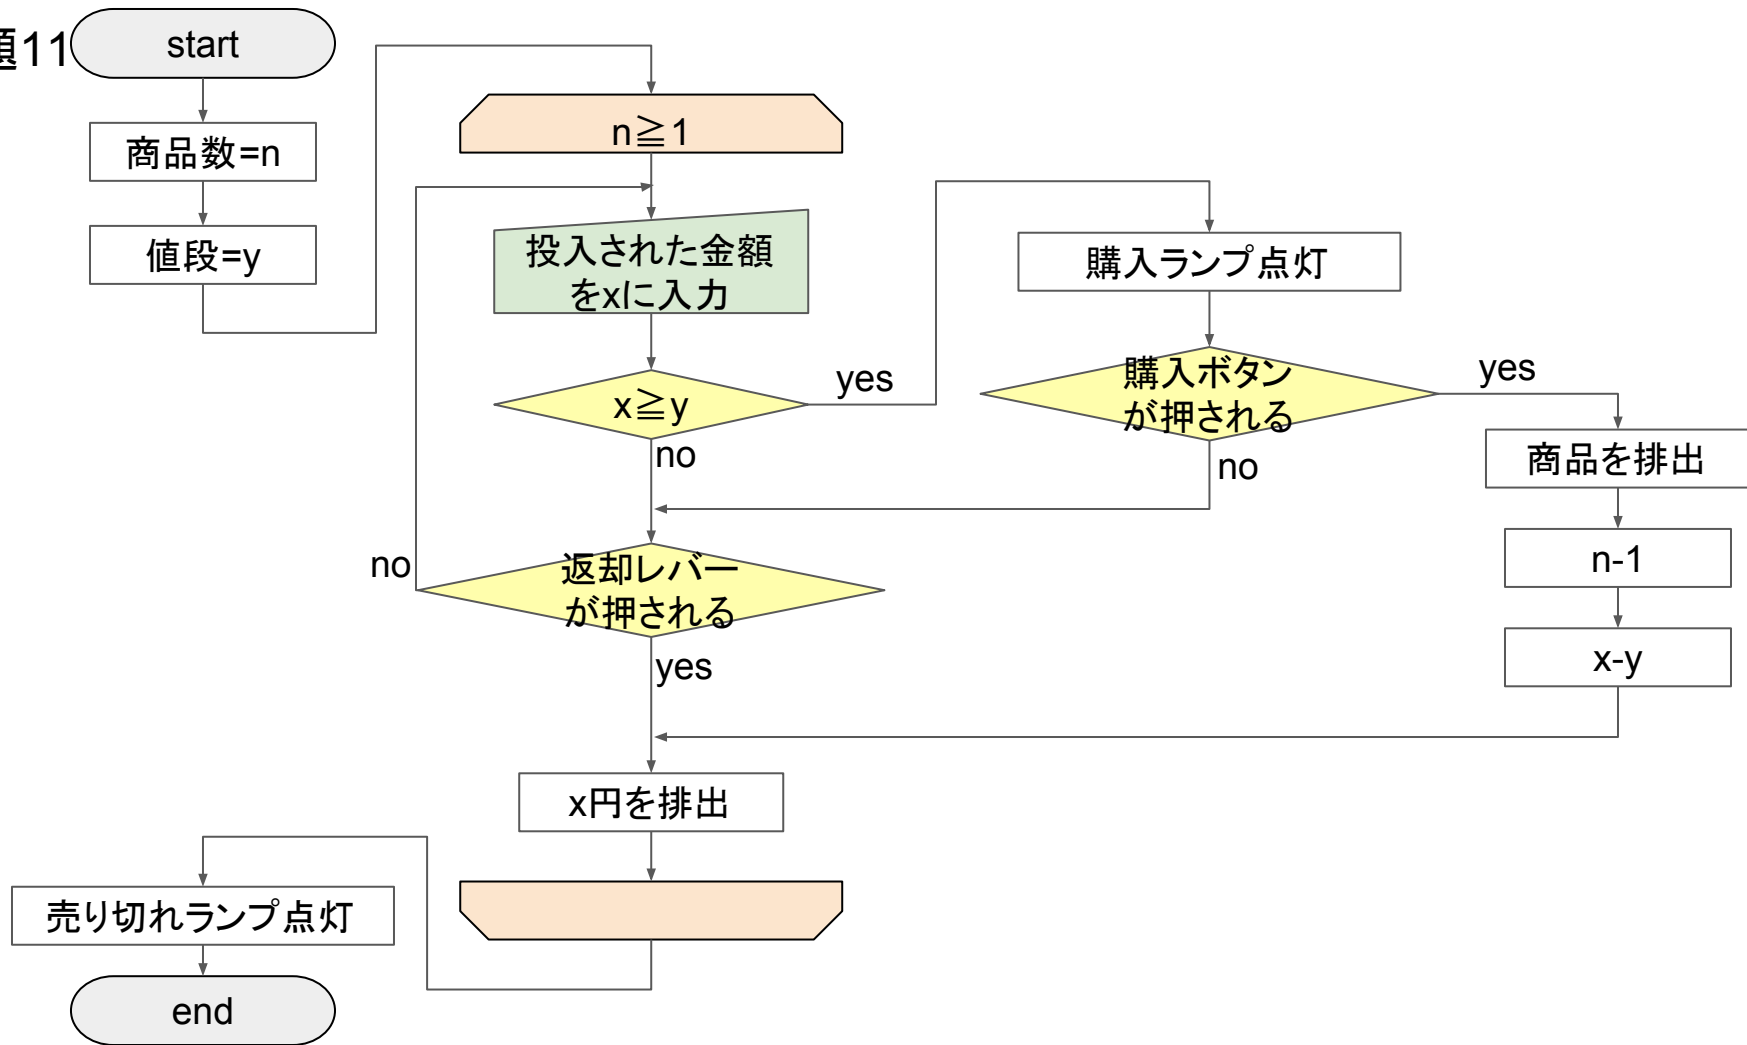 題11
start
商品数=n
値段=y
n≧1
投入された金額
をxに入力
x≧y
yes
no
購入ランプ点灯
購入ボタン
が押される
yes
no
商品を排出
n-1
x-y
返却レバー
が押される
no
yes
x円を排出
売り切れランプ点灯
end